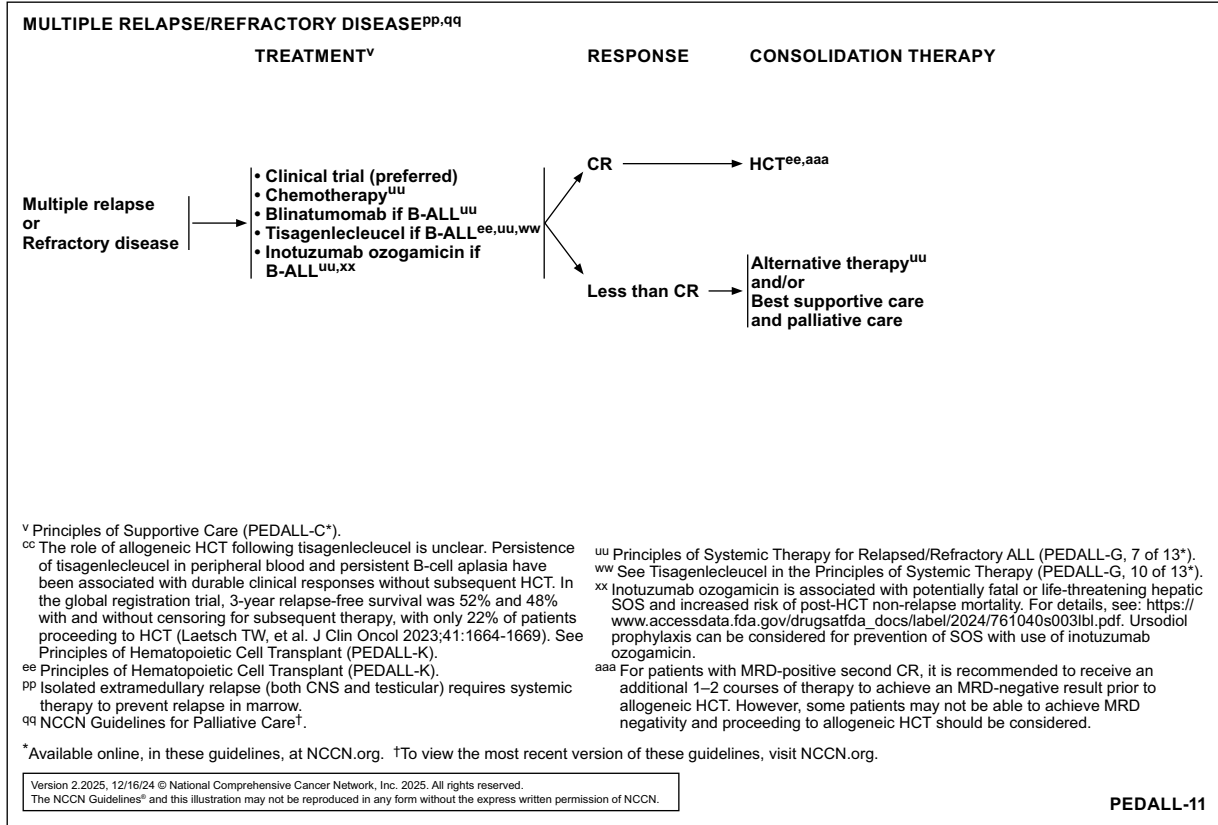 MULTIPLE RELAPSE/REFRACTORY DISEASEpp,qq
TREATMENTv
RESPONSE
CONSOLIDATION THERAPY
Multiple relapse
or
Refractory disease
• Clinical trial (preferred)
• Chemotherapyuu
• Blinatumomab if B-ALLuu
• Tisagenlecleucel if B-ALLee,uu,ww
• Inotuzumab ozogamicin if
B-ALLuu,xx
CR
HCTee,aaa
Less than CR
Alternative therapyuu
and/or
Best supportive care
and palliative care
v Principles of Supportive Care (PEDALL-C*).
cc The role of allogeneic HCT following tisagenlecleucel is unclear. Persistence
of tisagenlecleucel in peripheral blood and persistent B-cell aplasia have
been associated with durable clinical responses without subsequent HCT. In
the global registration trial, 3-year relapse-free survival was 52% and 48%
with and without censoring for subsequent therapy, with only 22% of patients
proceeding to HCT (Laetsch TW, et al. J Clin Oncol 2023;41:1664-1669). See
Principles of Hematopoietic Cell Transplant (PEDALL-K).
ee Principles of Hematopoietic Cell Transplant (PEDALL-K).
pp Isolated extramedullary relapse (both CNS and testicular) requires systemic
therapy to prevent relapse in marrow.
qq NCCN Guidelines for Palliative Care†.
uu Principles of Systemic Therapy for Relapsed/Refractory ALL (PEDALL-G, 7 of 13*).
ww See Tisagenlecleucel in the Principles of Systemic Therapy (PEDALL-G, 10 of 13*).
xx Inotuzumab ozogamicin is associated with potentially fatal or life-threatening hepatic
SOS and increased risk of post-HCT non-relapse mortality. For details, see: https://
www.accessdata.fda.gov/drugsatfda_docs/label/2024/761040s003lbl.pdf. Ursodiol
prophylaxis can be considered for prevention of SOS with use of inotuzumab
ozogamicin.
aaa For patients with MRD-positive second CR, it is recommended to receive an
additional 1–2 courses of therapy to achieve an MRD-negative result prior to
allogeneic HCT. However, some patients may not be able to achieve MRD
negativity and proceeding to allogeneic HCT should be considered.
*Available online, in these guidelines, at NCCN.org. †To view the most recent version of these guidelines, visit NCCN.org.
Version 2.2025, 12/16/24 © National Comprehensive Cancer Network, Inc. 2025. All rights reserved.
The NCCN Guidelines® and this illustration may not be reproduced in any form without the express written permission of NCCN.
PEDALL-11